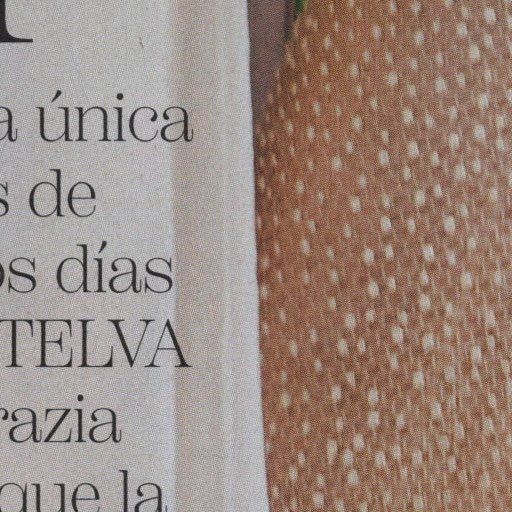 a única
s de
os días
TELVA
razia
que la